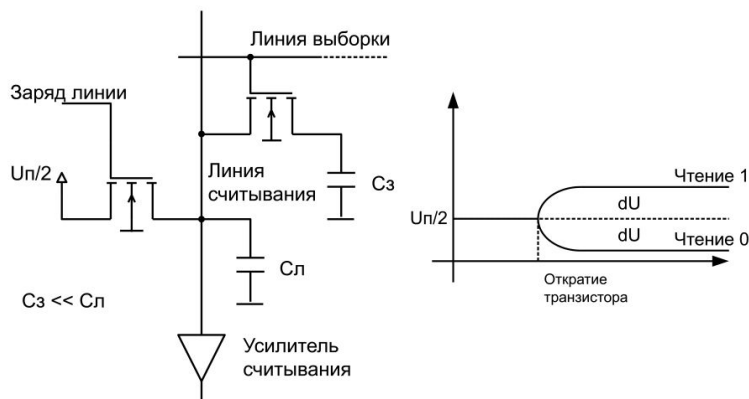 Линия выборки
Заряд линии
Uп/2
Линия
считывания
Cз
Cл
Cз << Cл
Усилитель
считывания
Чтение 1
dU
Uп/2
dU
Чтение 0
Откратие
транзистора